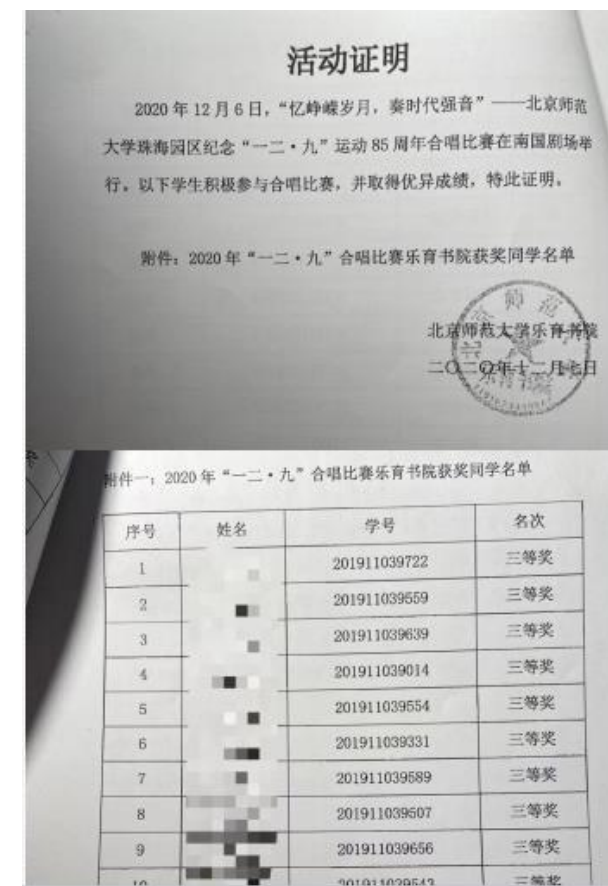 活动证明
2020年12月6日，“忆峥嵘岁月，奏时代强音”——北京师范
大学珠海园区纪念“一二·九”运动85周年合唱比赛在南国剧场举
行。以下学生积极参与合唱比赛，并取得优异成绩，特此证明。
附件：2020年“一二·九”合唱比赛乐育书院获奖同学名单
北京师范大学乐育书院
二〇二〇年十二月七日
附件一：2020年“一二·九”合唱比赛乐育书院获奖同学名单
序号 姓名 学号 名次
1 201911039722 三等奖
2 201911039559 三等奖
3 201911039639 三等奖
4 201911039014 三等奖
5 201911039554 三等奖
6 201911039331 三等奖
7 201911039589 三等奖
8 201911039507 三等奖
9 201911039656 三等奖
10 201911029543 三等奖